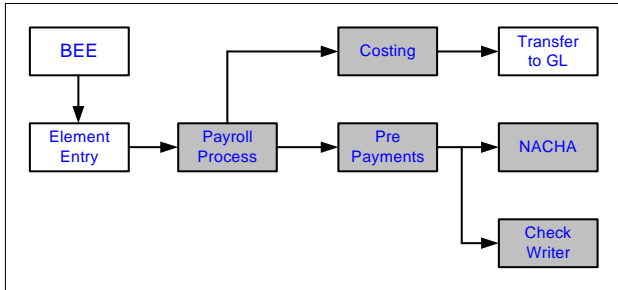 BEE
Costing
Transfer
to GL
Element
Entry
Payroll
Process
Pre
Payments
NACHA
Check
Writer